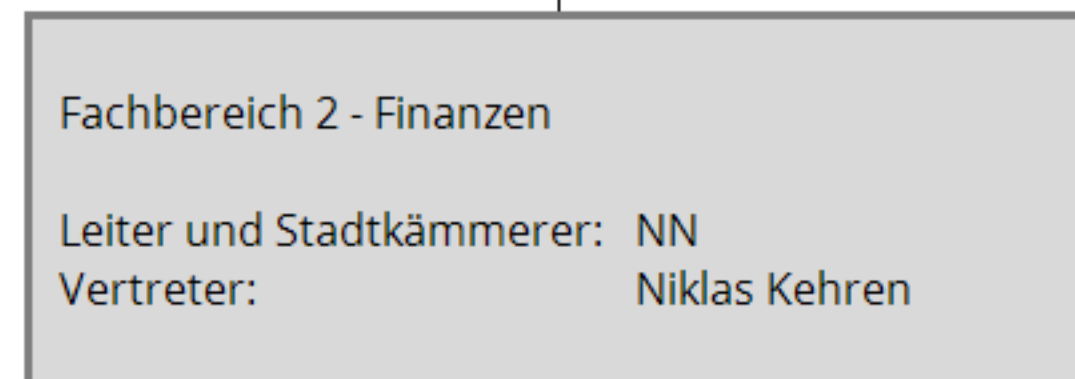 Fachbereich 2 - Finanzen
Leiter und Stadtkämmerer: NN
Vertreter: Niklas Kehren